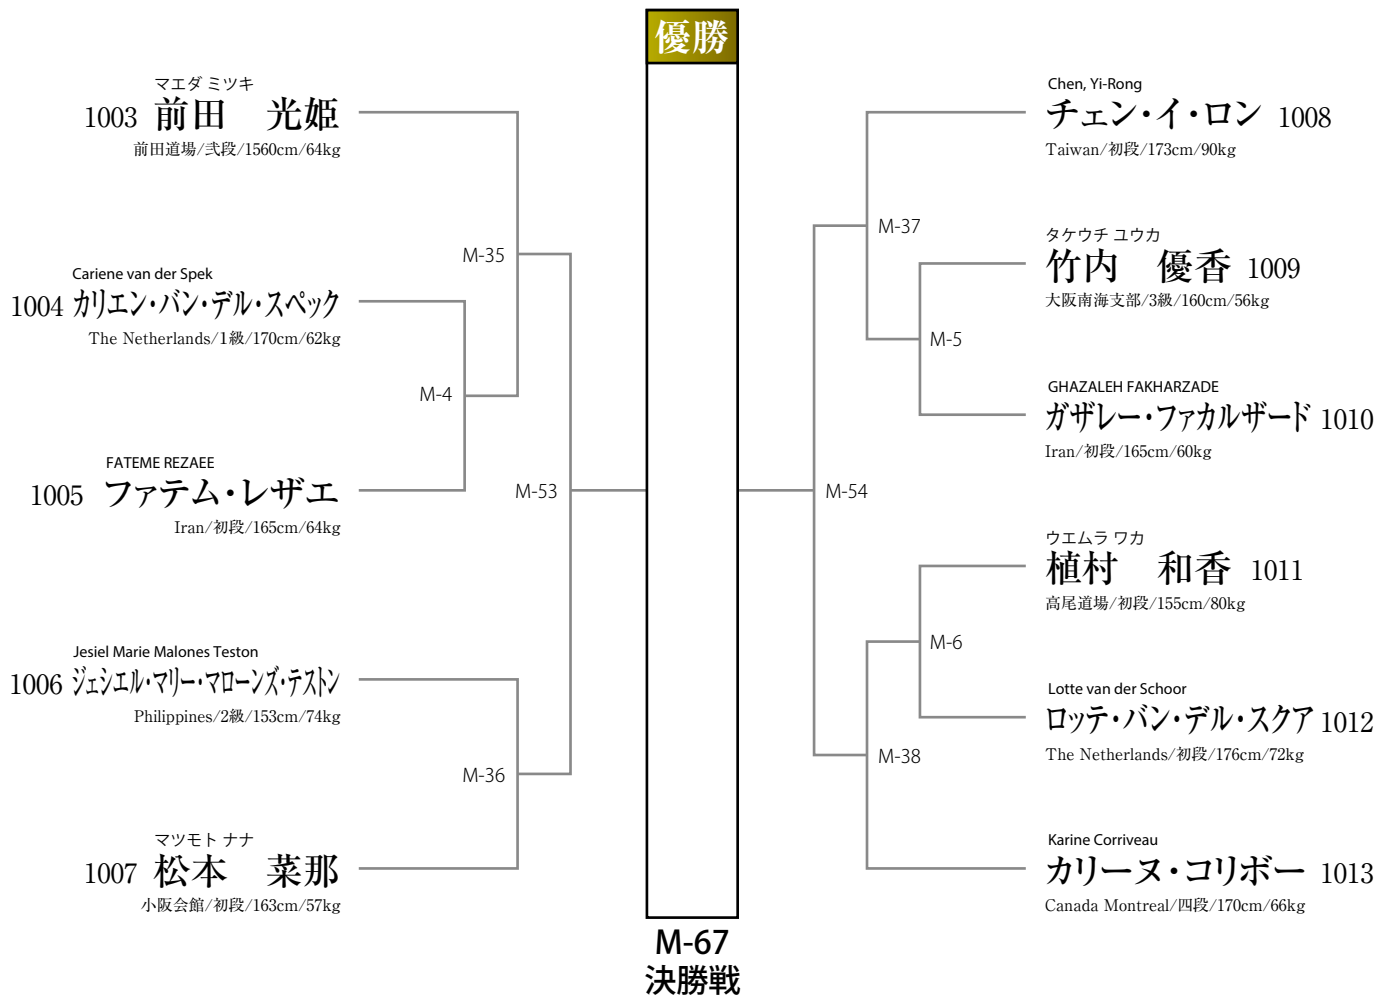 優勝
マエダ ミツキ
1003 前田　光姫
前田道場/弐段/1560cm/64kg
M-35
Cariene van der Spek
1004 カリエン・バン・デル・スペック
The Netherlands/1級/170cm/62kg
M-4
FATEME REZAEE
1005 ファテム・レザエ
Iran/初段/165cm/64kg
M-53
Jesiel Marie Malones Teston
1006 ジェシエル・マリー・マローンズ・テストン
Philippines/2級/153cm/74kg
M-36
マツモト ナナ
1007 松本　菜那
小阪会館/初段/163cm/57kg
Chen, Yi-Rong
チェン・イ・ロン 1008
Taiwan/初段/173cm/90kg
M-37
タケウチ ユウカ
竹内　優香 1009
大阪南海支部/3級/160cm/56kg
M-5
GHAZALEH FAKHARZADE
ガザレー・ファカルザード 1010
Iran/初段/165cm/60kg
M-54
ウエムラ ワカ
植村　和香 1011
高尾道場/初段/155cm/80kg
M-6
Lotte van der Schoor
ロッテ・バン・デル・スクア 1012
The Netherlands/初段/176cm/72kg
M-38
Karine Corriveau
カリーヌ・コリボー 1013
Canada Montreal/四段/170cm/66kg
M-67
決勝戦